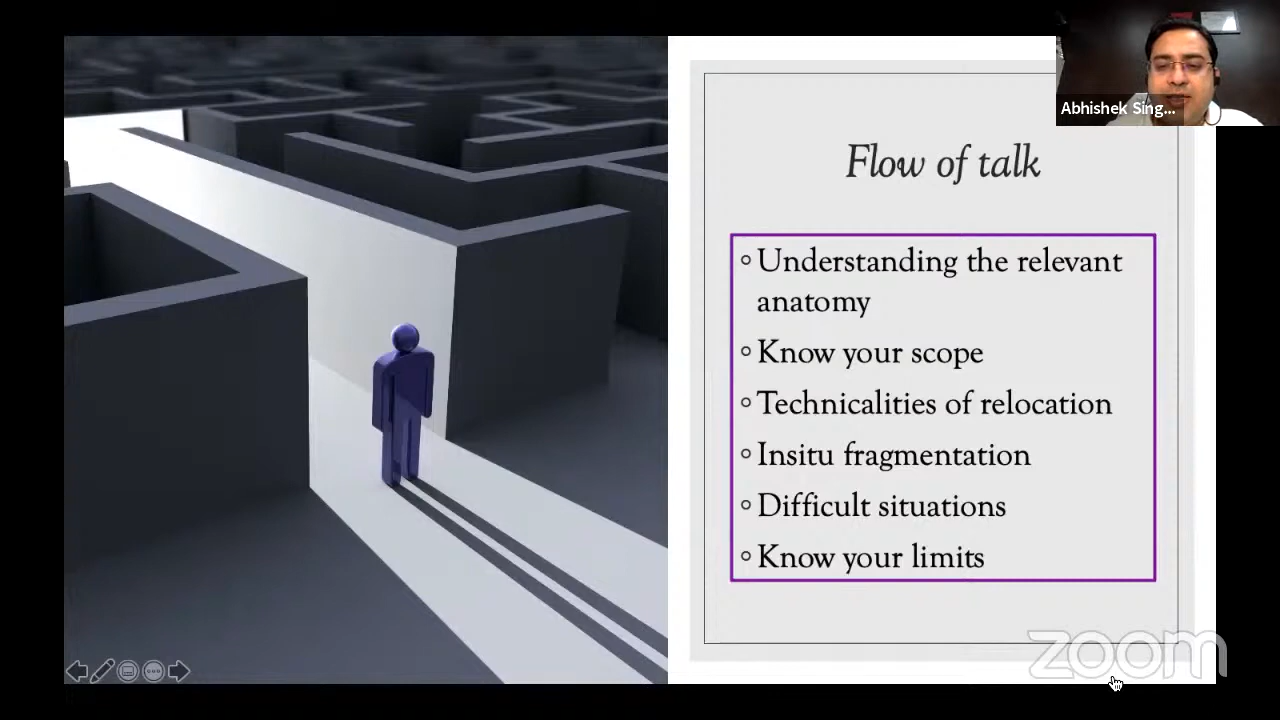 Abhishek Sing...
Flow of talk
Understanding the relevant
anatomy
Know your scope
Technicalities of relocation
Insitu fragmentation
Difficult situations
Know your limits
zoom